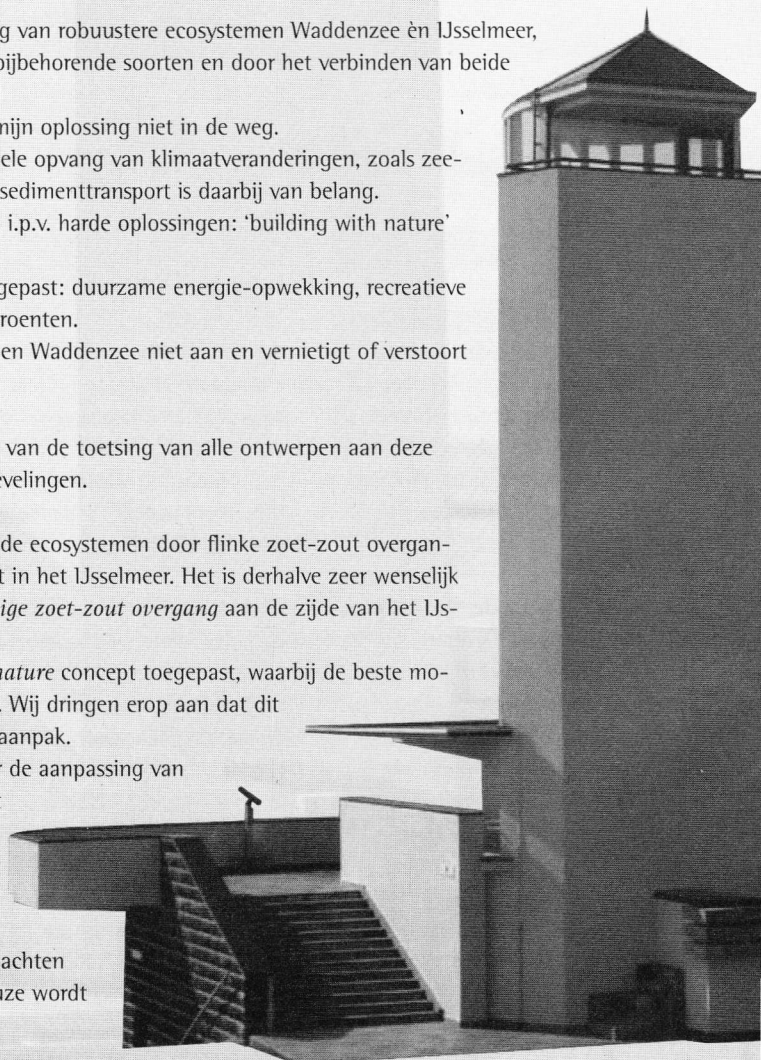 g van robuustere ecosystemen Waddenzee èn IJsselmeer,
bijbehorende soorten en door het verbinden van beide
mijn oplossing niet in de weg.
ele opvang van klimaatveranderingen, zoals zee-
sedimenttransport is daarbij van belang.
i.p.v. harde oplossingen: ‘building with nature’
gepast: duurzame energie-opwekking, recreatieve
roenten.
en Waddenzee niet aan en vernietigt of verstoort
van de toetsing van alle ontwerpen aan deze
evelingen.
de ecosystemen door flinke zoet-zout overgan-
t in het IJsselmeer. Het is derhalve zeer wenselijk
ige zoet-zout overgang aan de zijde van het IJs-
nature concept toegepast, waarbij de beste mo-
. Wij dringen erop aan dat dit
aanpak.
r de aanpassing van
achten
uze wordt